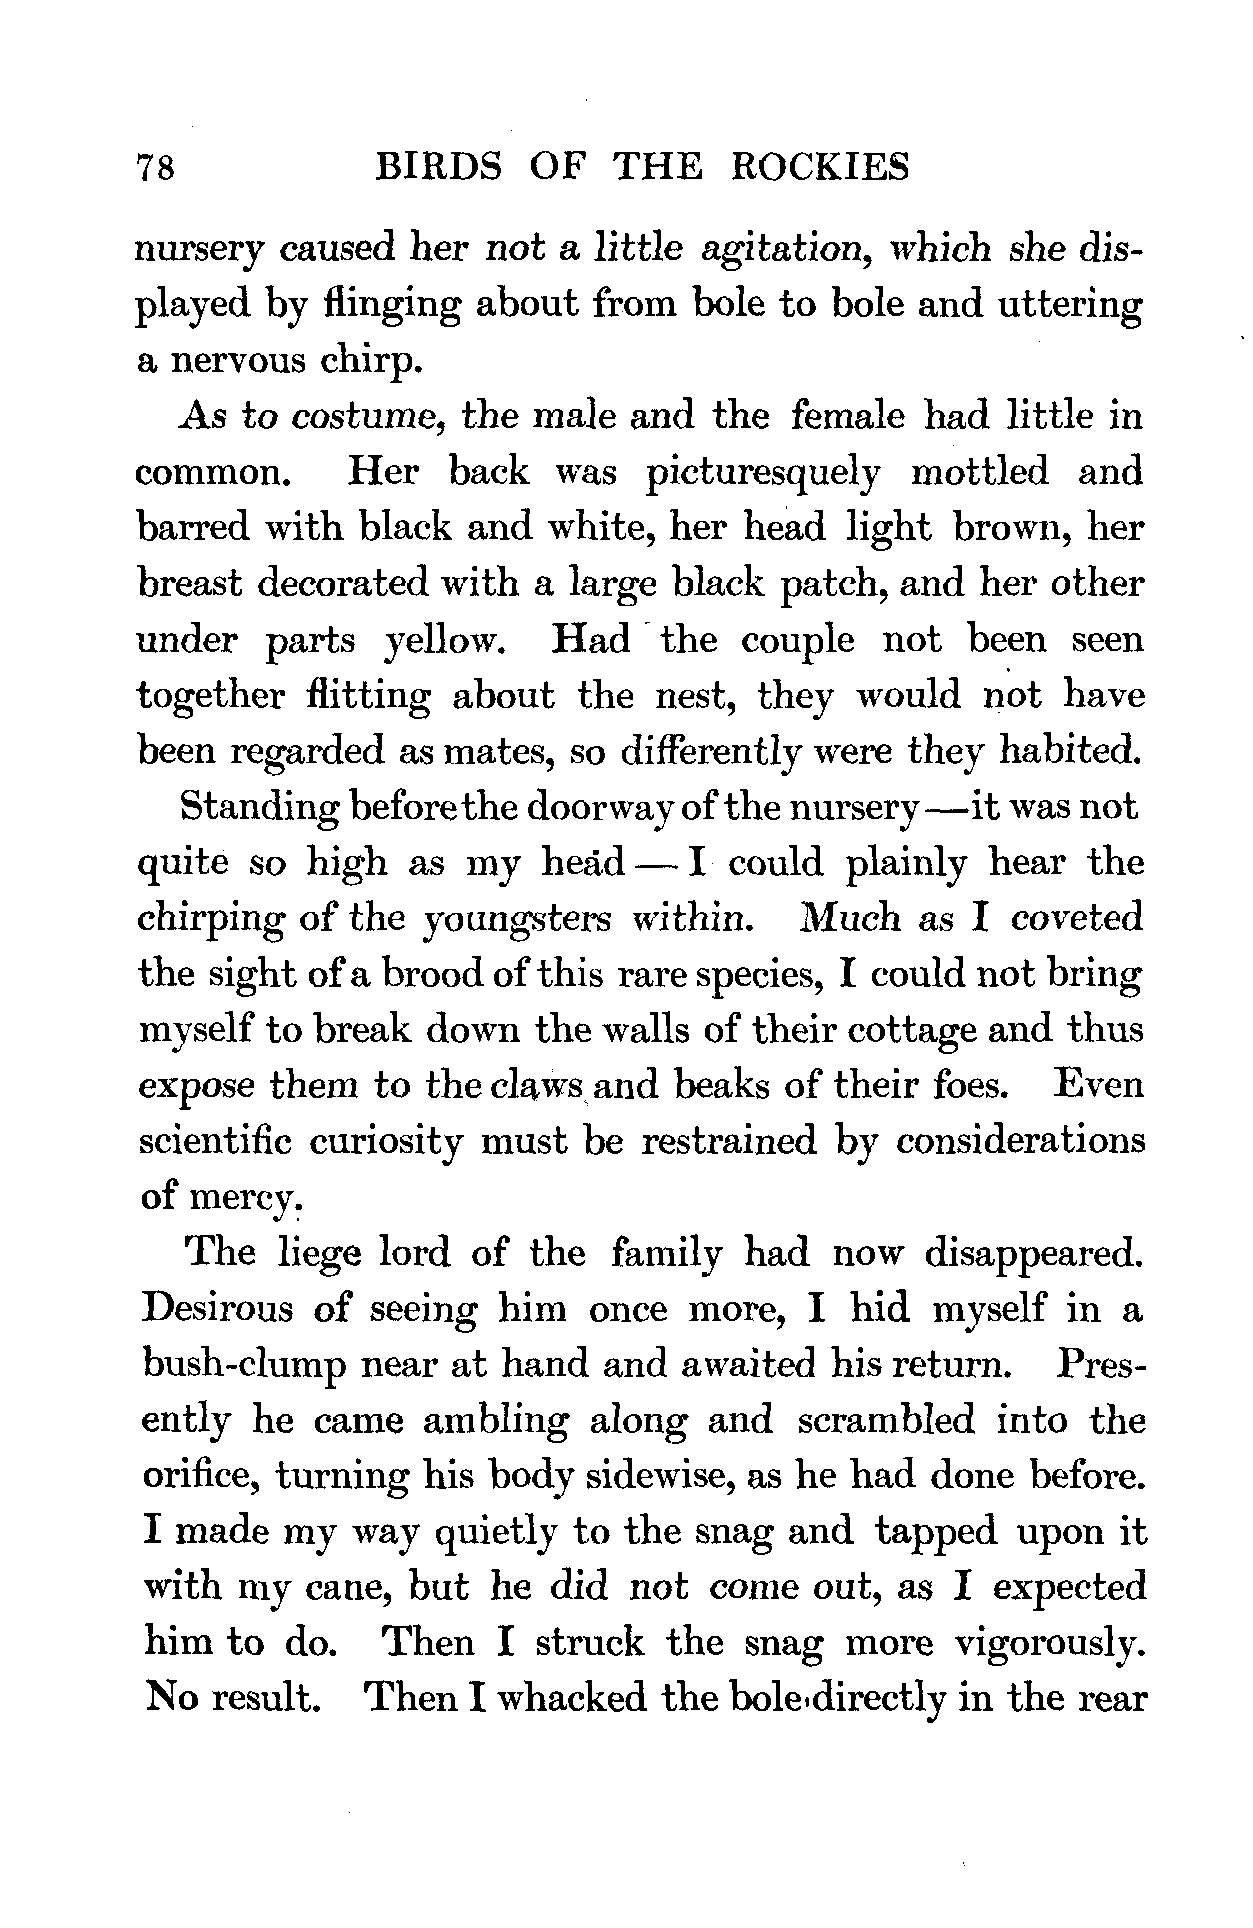 78 BIRDS OF THE ROCKIES
nursery caused her not a little agitation, which she dis-
played by flinging about from bole to bole and uttering
a nervous chirp.
As to costume, the male and the female had little in
common. Her back was picturesquely mottled and
barred with black and white, her head light brown, her
breast decorated with a large black patch, and her other
under parts yellow. Had the couple not been seen
together flitting about the nest, they would not have
been regarded as mates, so differently were they habited.
Standing before the doorway of the nursery—it was not
quite so high as my head — I could plainly hear the
chirping of the youngsters within. Much as I coveted
the sight of a brood of this rare species, I could not bring
myself to break down the walls of their cottage and thus
expose them to the claws and beaks of their foes. Even
scientific curiosity must be restrained by considerations
of mercy.
The liege lord of the family had now disappeared.
Desirous of seeing him once more, I hid myself in a
bush-clump near at hand and awaited his return. Pres-
ently he came ambling along and scrambled into the
orifice, turning his body sidewise, as he had done before.
I made my way quietly to the snag and tapped upon it
with my cane, but he did not come out, as I expected
him to do. Then I struck the snag more vigorously.
No result. Then I whacked the bole directly in the rear